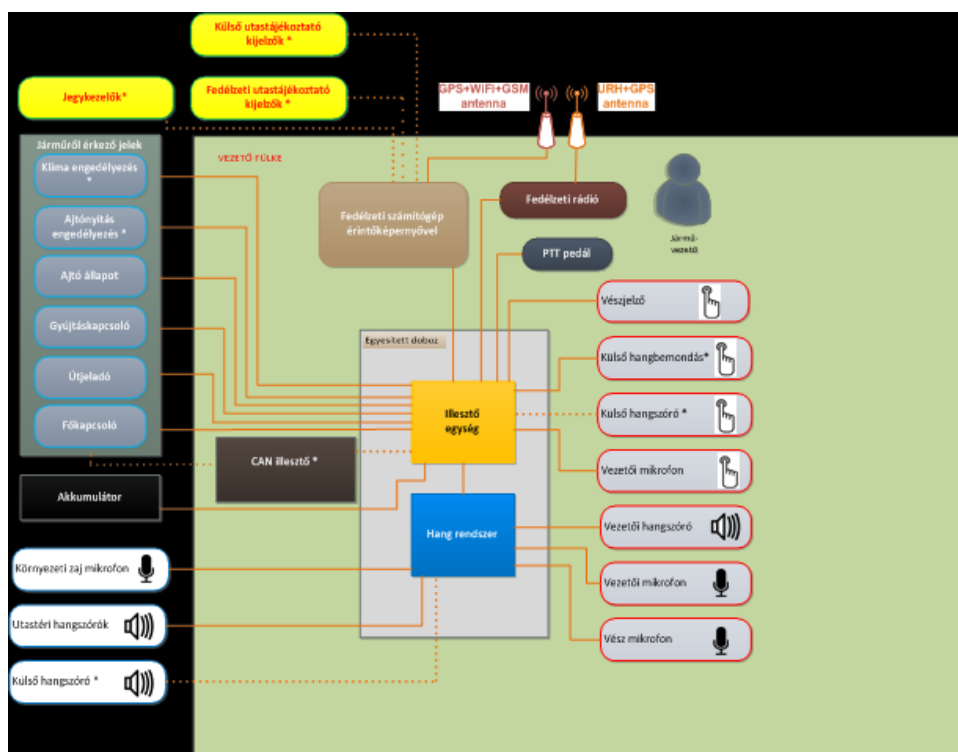 Külső utastájékoztató
kijelzők *
Jegykezelők*
Fedélzeti utastájékoztató
kijelzők *
GPS+WiFi+GSM
antenna
URH+GPS
antenna
Járműről érkező jelek
VEZETŐ FÜLKE
Klíma engedélyezés
*
Ajtónyitás
engedélyezés *
Ajtó állapot
Gyújtáskapcsoló
Útjeladó
Főkapcsoló
Fedélzeti számítógép
érintőképernyővel
Fedélzeti rádió
PTT pedál
Jármű-
vezető
Vészjelző
Külső hangbemondás*
Kulső hangszóró *
Vezetői mikrofon
Egyesített doboz
Illesztő
egység
CAN illesztő *
Akkumulátor
Hang rendszer
Vezetői hangszóró
Vezetői mikrofon
Vész mikrofon
Környezeti zaj mikrofon
Utastéri hangszórók
Külső hangszóró *